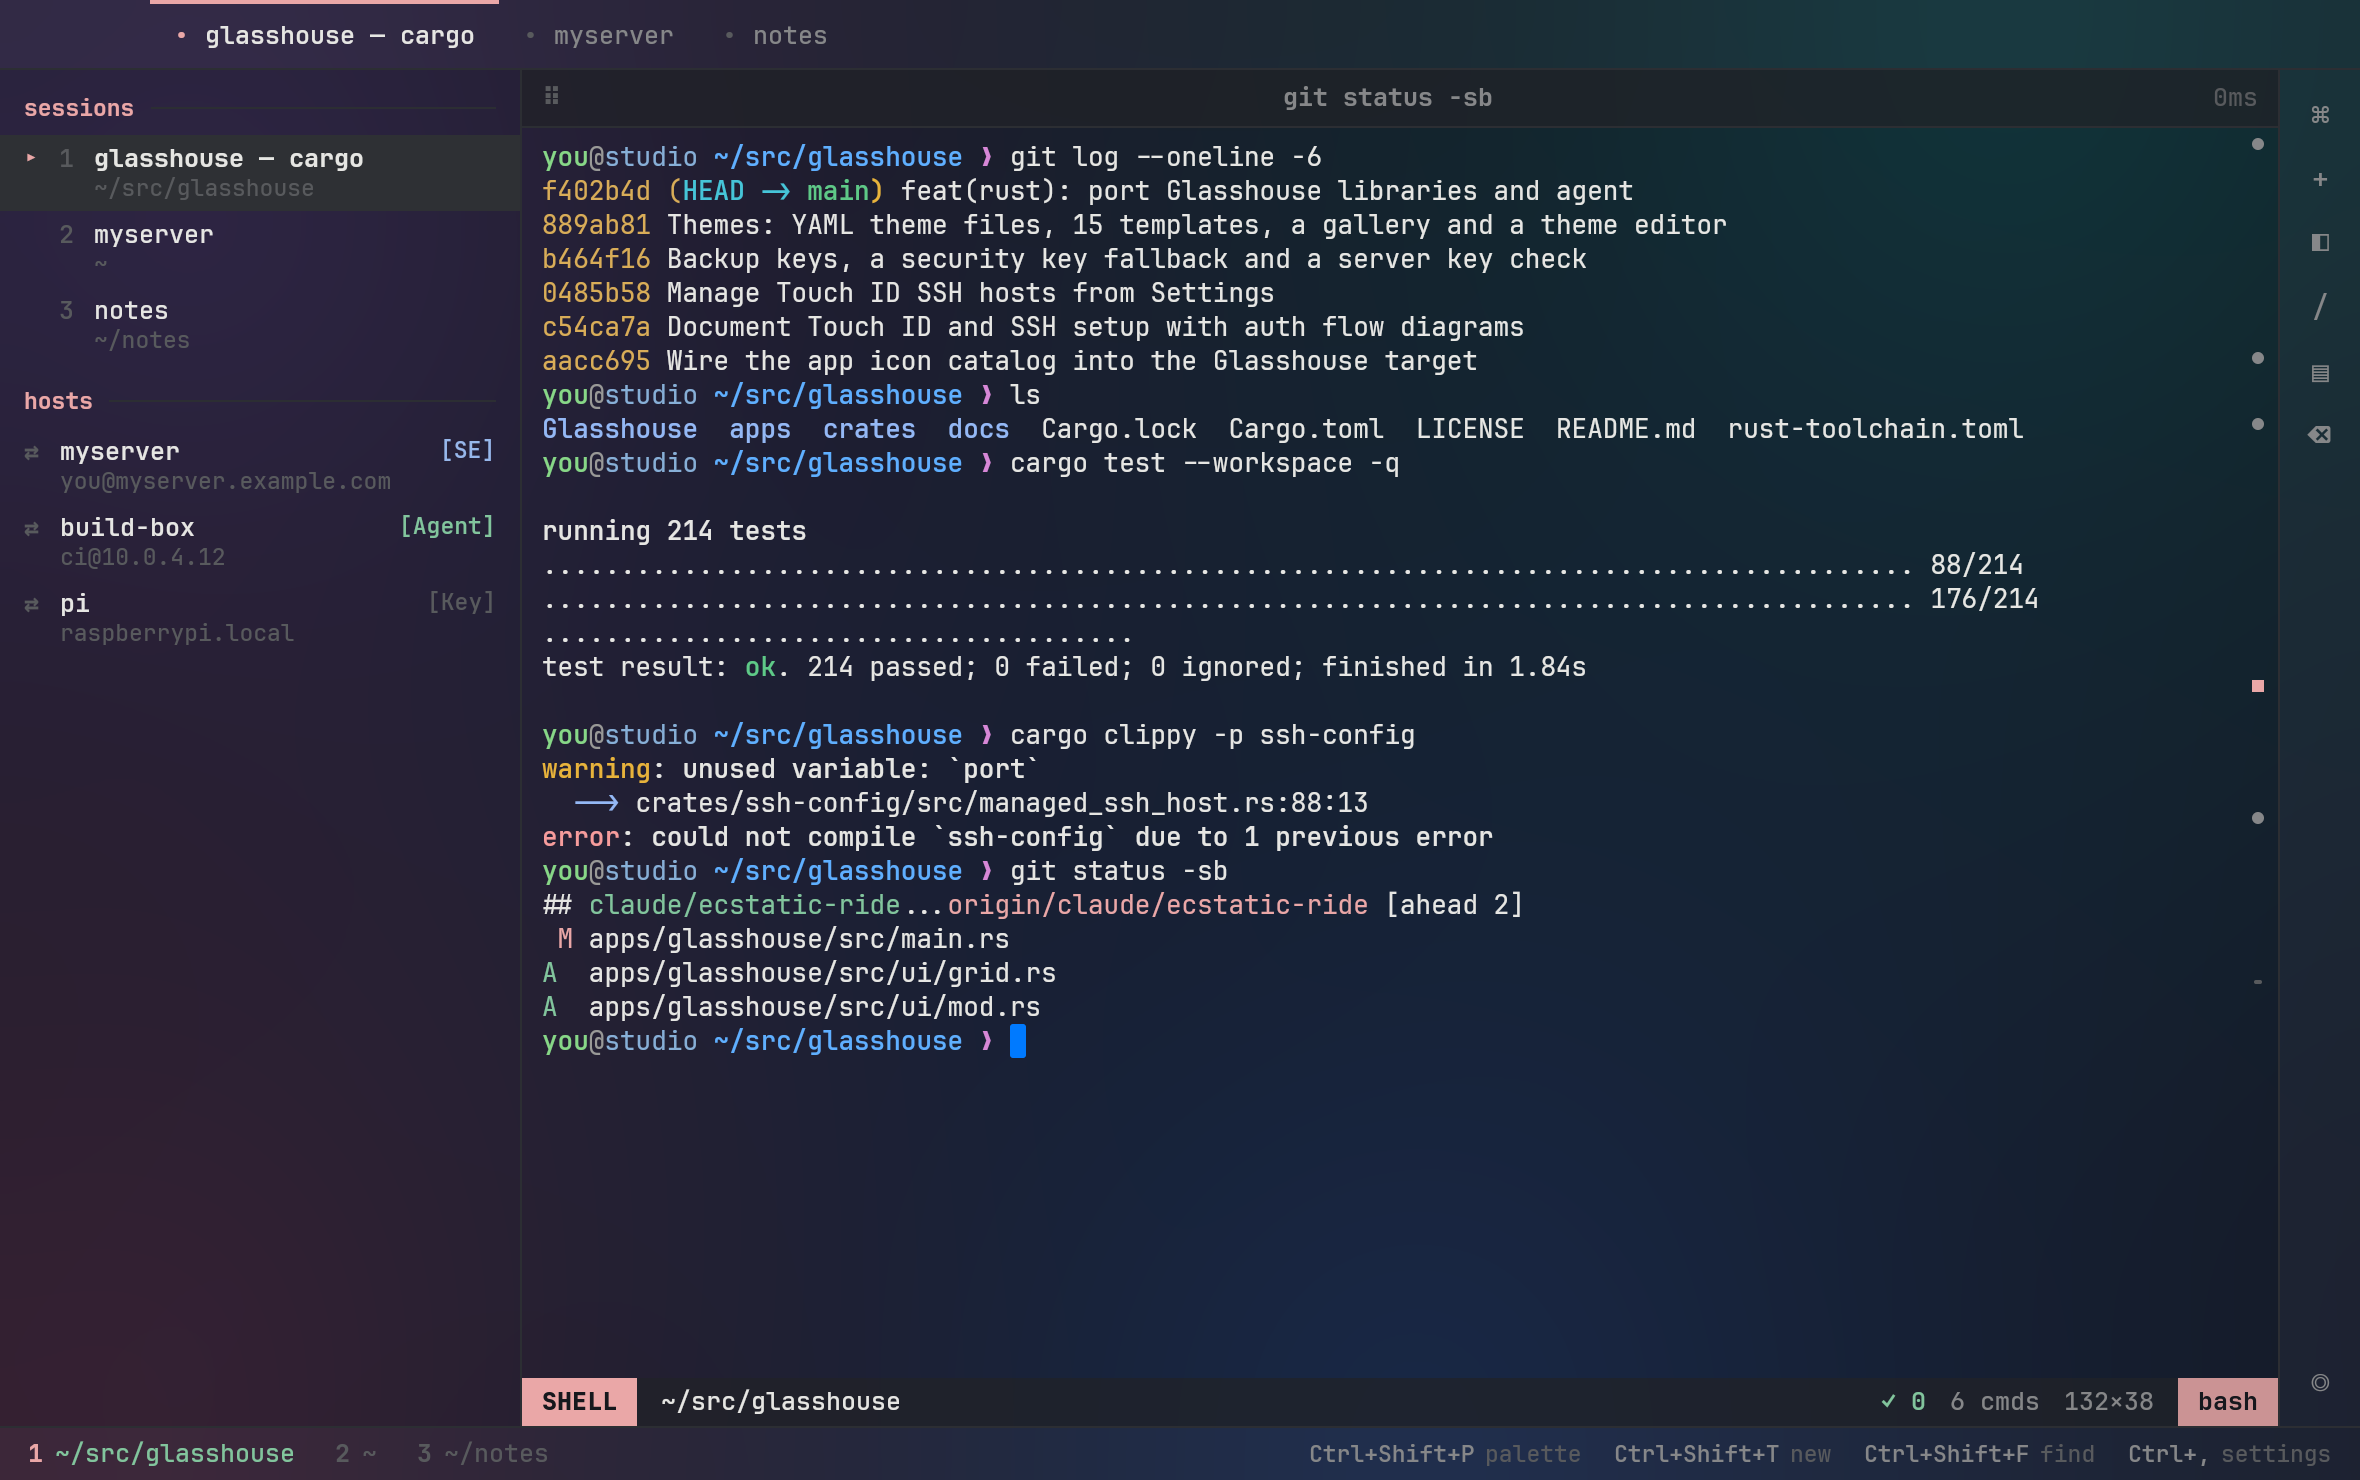 • glasshouse — cargo • myserver • notes
sessions
▸ 1 glasshouse — cargo
~/src/glasshouse
2 myserver
~
3 notes
~/notes
hosts
⇄ myserver [SE]
you@myserver.example.com
⇄ build-box [Agent]
ci@10.0.4.12
⇄ pi [Key]
raspberrypi.local
git status -sb 0ms
you@studio ~/src/glasshouse ❯ git log --oneline -6
f402b4d (HEAD -> main) feat(rust): port Glasshouse libraries and agent
889ab81 Themes: YAML theme files, 15 templates, a gallery and a theme editor
b464f16 Backup keys, a security key fallback and a server key check
0485b58 Manage Touch ID SSH hosts from Settings
c54ca7a Document Touch ID and SSH setup with auth flow diagrams
aacc695 Wire the app icon catalog into the Glasshouse target
you@studio ~/src/glasshouse ❯ ls
Glasshouse apps crates docs Cargo.lock Cargo.toml LICENSE README.md rust-toolchain.toml
you@studio ~/src/glasshouse ❯ cargo test --workspace -q
running 214 tests
........................................................................................ 88/214
........................................................................................ 176/214
......................................
test result: ok. 214 passed; 0 failed; 0 ignored; finished in 1.84s
you@studio ~/src/glasshouse ❯ cargo clippy -p ssh-config
warning: unused variable: `port`
--> crates/ssh-config/src/managed_ssh_host.rs:88:13
error: could not compile `ssh-config` due to 1 previous error
you@studio ~/src/glasshouse ❯ git status -sb
## claude/ecstatic-ride...origin/claude/ecstatic-ride [ahead 2]
M apps/glasshouse/src/main.rs
A apps/glasshouse/src/ui/grid.rs
A apps/glasshouse/src/ui/mod.rs
you@studio ~/src/glasshouse ❯
SHELL ~/src/glasshouse ✓ 0 6 cmds 132×38 bash
1 ~/src/glasshouse 2 ~ 3 ~/notes Ctrl+Shift+P palette Ctrl+Shift+T new Ctrl+Shift+F find Ctrl+, settings